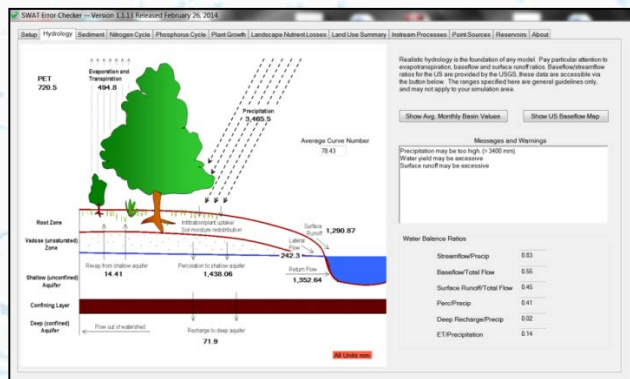 SWAT Error Checker -- Version 1.1.13 Released February 26, 2014
Setup Hydrology Sediment Nitrogen Cycle Phosphorus Cycle Plant Growth Landscape Nutrient Losses Land Use Summary Instream Processes Point Sources Reservoirs About
PET
720.5
Evaporation and
Transpiration
494.8
Precipitation
3,465.5
Average Curve Number
78.43
Root Zone
Infiltration/plant uptake/
Soil moisture redistribution
Surface
Runoff
1,290.87
Vadose (unsaturated)
Zone
Lateral
Flow
242.3
Revap from shallow aquifer
14.41
Percolation to shallow aquifer
1,438.06
Return Flow
1,352.64
Shallow (unconfined)
Aquifer
Confining Layer
Deep (confined)
Aquifer
Flow out of watershed
Recharge to deep aquifer
71.9
All Units mm
Realistic hydrology is the foundation of any model. Pay particular attention to
evapotranspiration, baseflow and surface runoff ratios. Baseflow/streamflow
ratios for the US are provided by the USGS, these data are accessible via
the button below. The ranges specified here are general guidelines only,
and may not apply to your simulation area.
Show Avg. Monthly Basin Values
Show US Baseflow Map
Messages and Warnings
Precipitation may be too high. (> 3400 mm)
Water yield may be excessive
Surface runoff may be excessive
Water Balance Ratios
Streamflow/Precip 0.83
Baseflow/Total Flow 0.55
Surface Runoff/Total Flow 0.45
Perc/Precip 0.41
Deep Recharge/Precip 0.02
ET/Precipitation 0.14